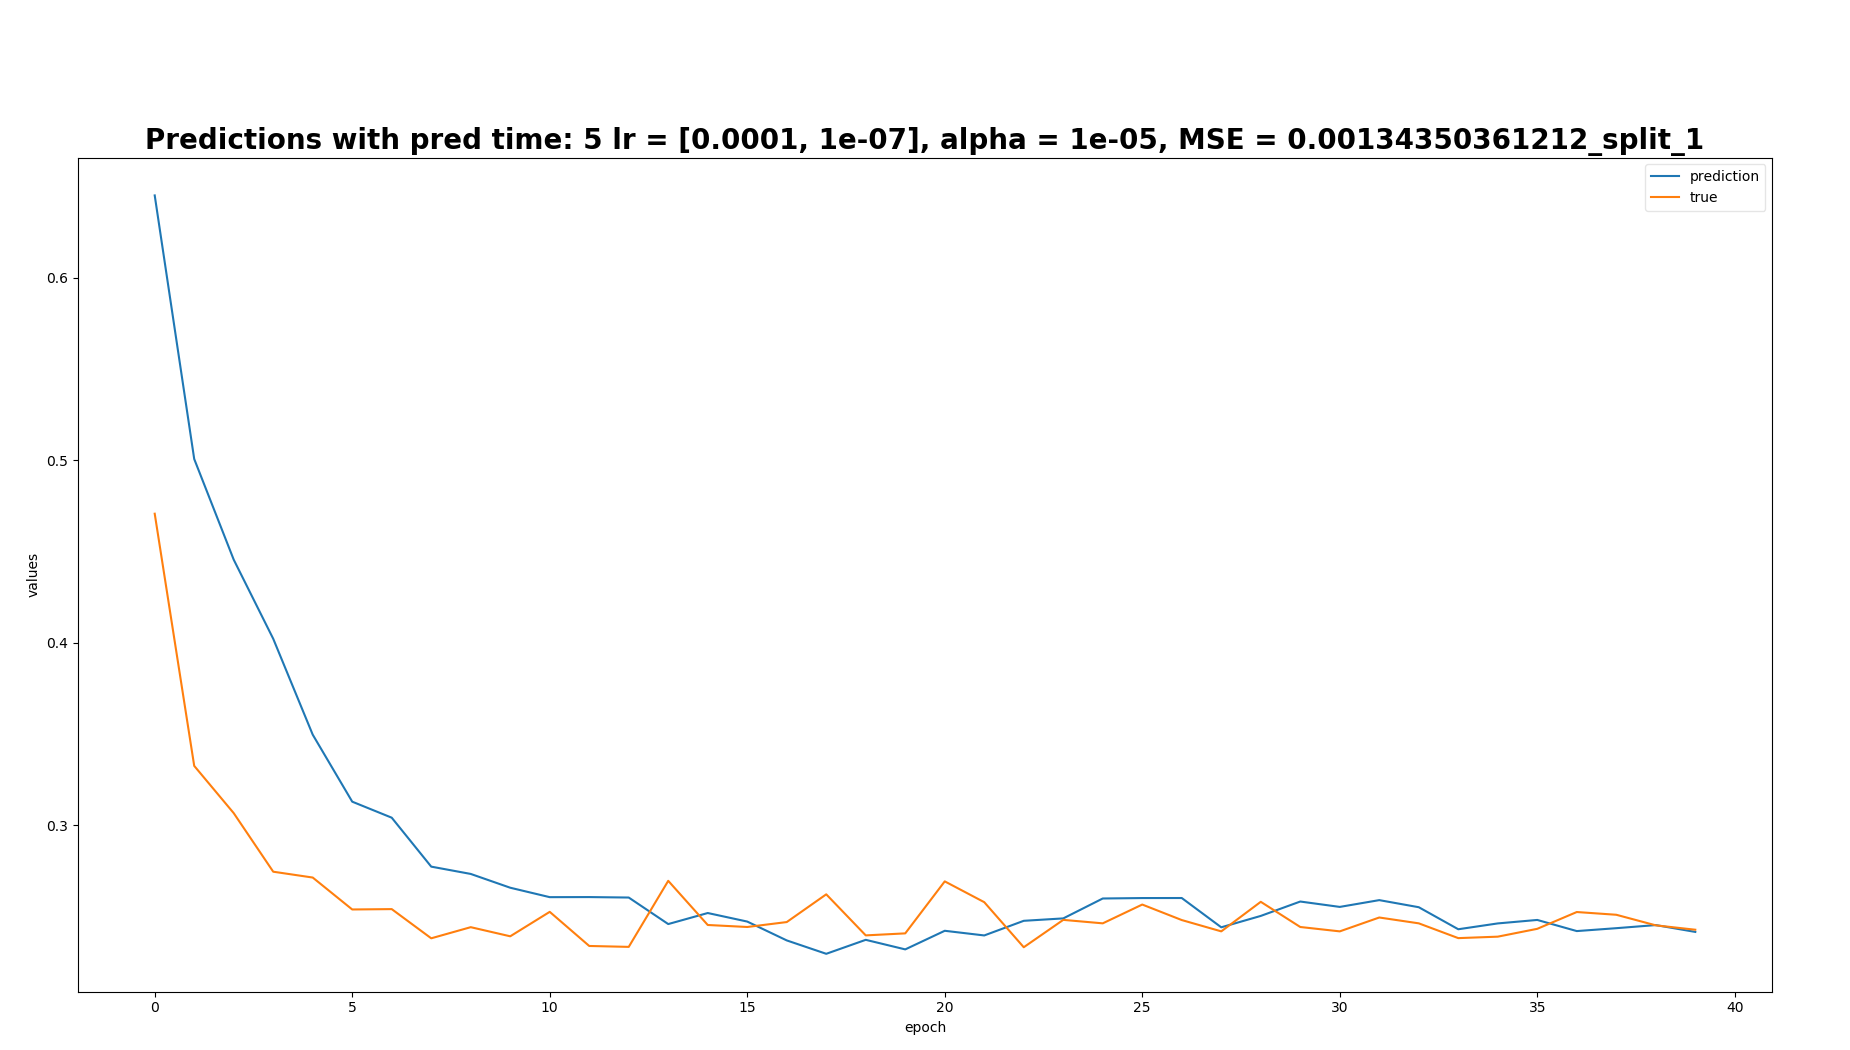 Predictions with pred time: 5 lr = [0.0001, 1e-07], alpha = 1e-05, MSE = 0.00134350361212_split_1
prediction
true
0.6
0.5
0.4
0.3
values
0 5 10 15 20 25 30 35 40
epoch